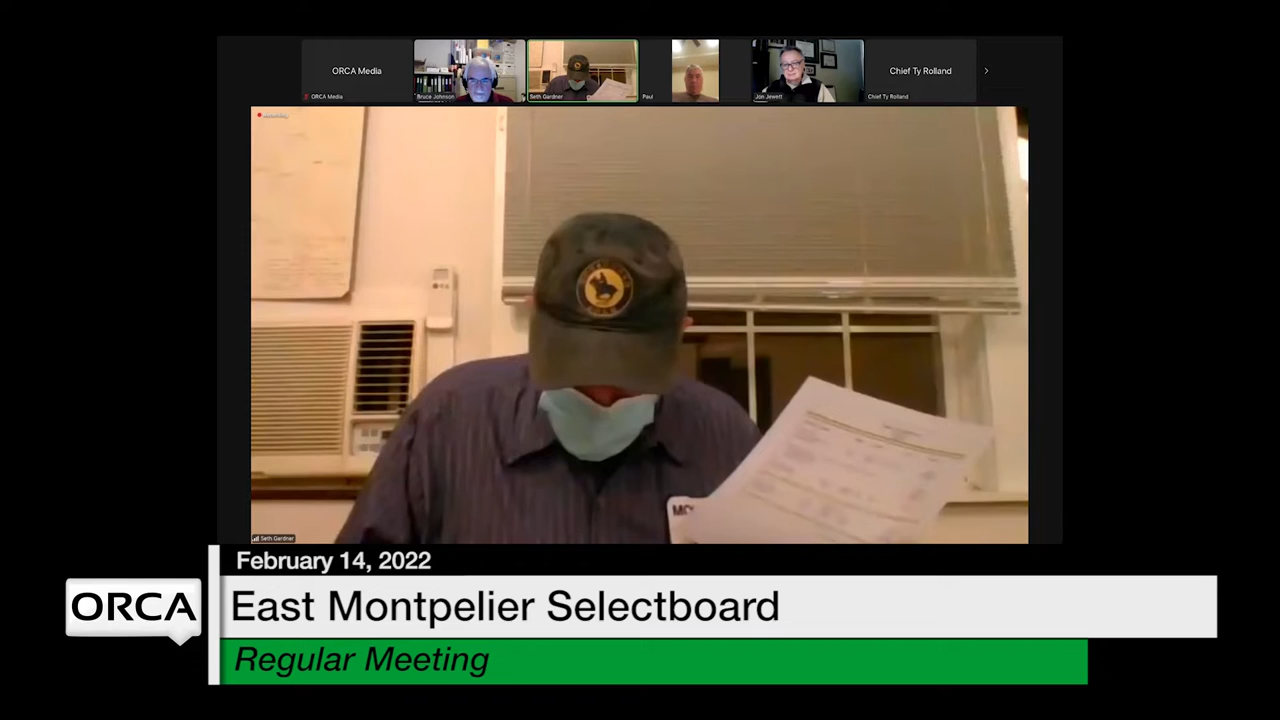 ORCA Media
Chief Ty Rolland
ORCA Media
Bruce Johnson
Seth Gardner
Paul
Jon Jewett
Chief Ty Rolland
Seth Gardner
February 14, 2022
ORCA
East Montpelier Selectboard
Regular Meeting